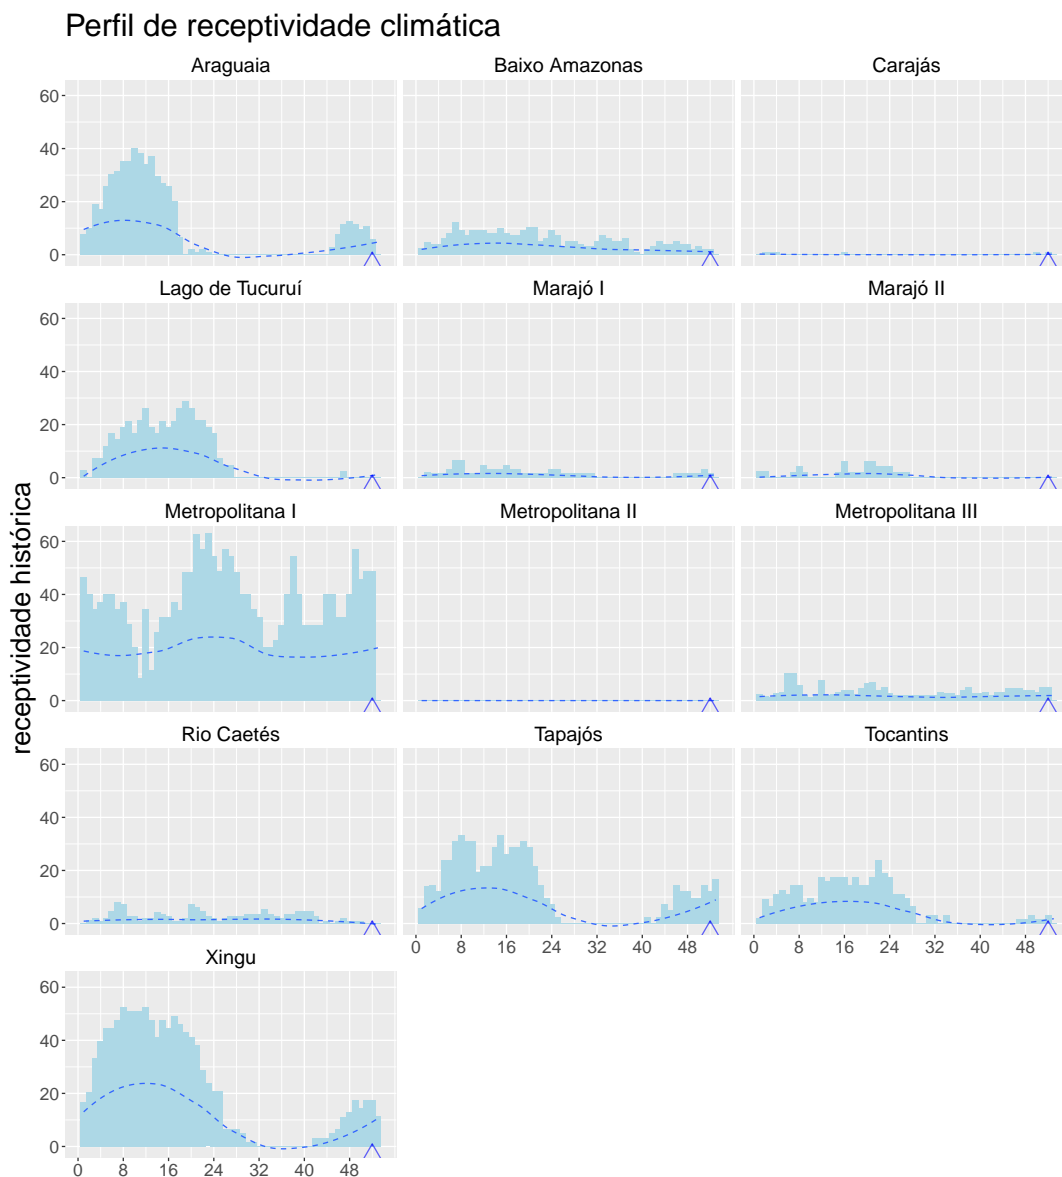 Perfil de receptividade climática
Araguaia Baixo Amazonas Carajás
60
40
20
0
Lago de Tucuruí Marajó I Marajó II
60
40
20
0
Metropolitana I Metropolitana II Metropolitana III
60
40
20
0
receptividade histórica
Rio Caetés Tapajós Tocantins
60
40
20
0
0 8 16 24 32 40 48 0 8 16 24 32 40 48
Xingu
60
40
20
0
0 8 16 24 32 40 48